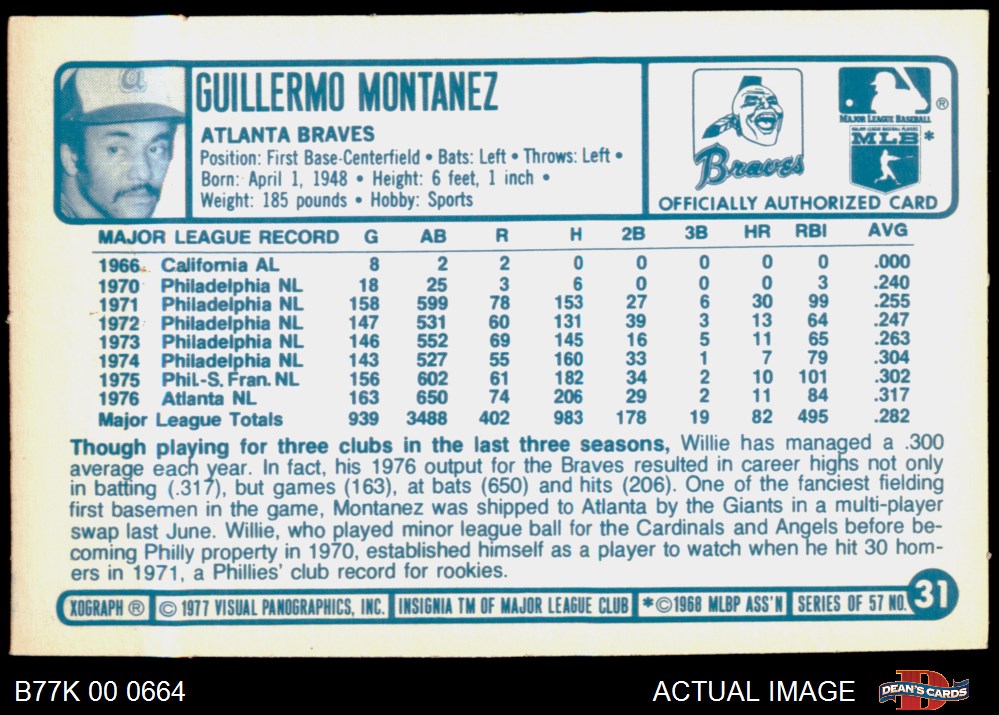 GUILLERMO MONTANEZ
ATLANTA BRAVES
Position: First Base-Centerfield • Bats: Left • Throws: Left •
Born: April 1, 1948 • Height: 6 feet, 1 inch •
Weight: 185 pounds • Hobby: Sports
a
Braves
MAJOR LEAGUE BASEBALL
®
MAJOR LEAGUE BASEBALL PLAYERS
MLB *
OFFICIALLY AUTHORIZED CARD
MAJOR LEAGUE RECORD G AB R H 2B 3B HR RBI AVG
1966 California AL 8 2 2 0 0 0 0 0 .000
1970 Philadelphia NL 18 25 3 6 0 0 0 3 .240
1971 Philadelphia NL 158 599 78 153 27 6 30 99 .255
1972 Philadelphia NL 147 531 60 131 39 3 13 64 .247
1973 Philadelphia NL 146 552 69 145 16 5 11 65 .263
1974 Philadelphia NL 143 527 55 160 33 1 7 79 .304
1975 Phil.-S. Fran. NL 156 602 61 182 34 2 10 101 .302
1976 Atlanta NL 163 650 74 206 29 2 11 84 .317
Major League Totals 939 3488 402 983 178 19 82 495 .282
Though playing for three clubs in the last three seasons, Willie has managed a .300
average each year. In fact, his 1976 output for the Braves resulted in career highs not only
in batting (.317), but games (163), at bats (650) and hits (206). One of the fanciest fielding
first basemen in the game, Montanez was shipped to Atlanta by the Giants in a multi-player
swap last June. Willie, who played minor league ball for the Cardinals and Angels before be-
coming Philly property in 1970, established himself as a player to watch when he hit 30 hom-
ers in 1971, a Phillies' club record for rookies.
XOGRAPH ® © 1977 VISUAL PANOGRAPHICS, INC. INSIGNIA TM OF MAJOR LEAGUE CLUB *©1968 MLBP ASS'N SERIES OF 57 NO. 31
B77K 00 0664
ACTUAL IMAGE
D
DEAN'S CARDS